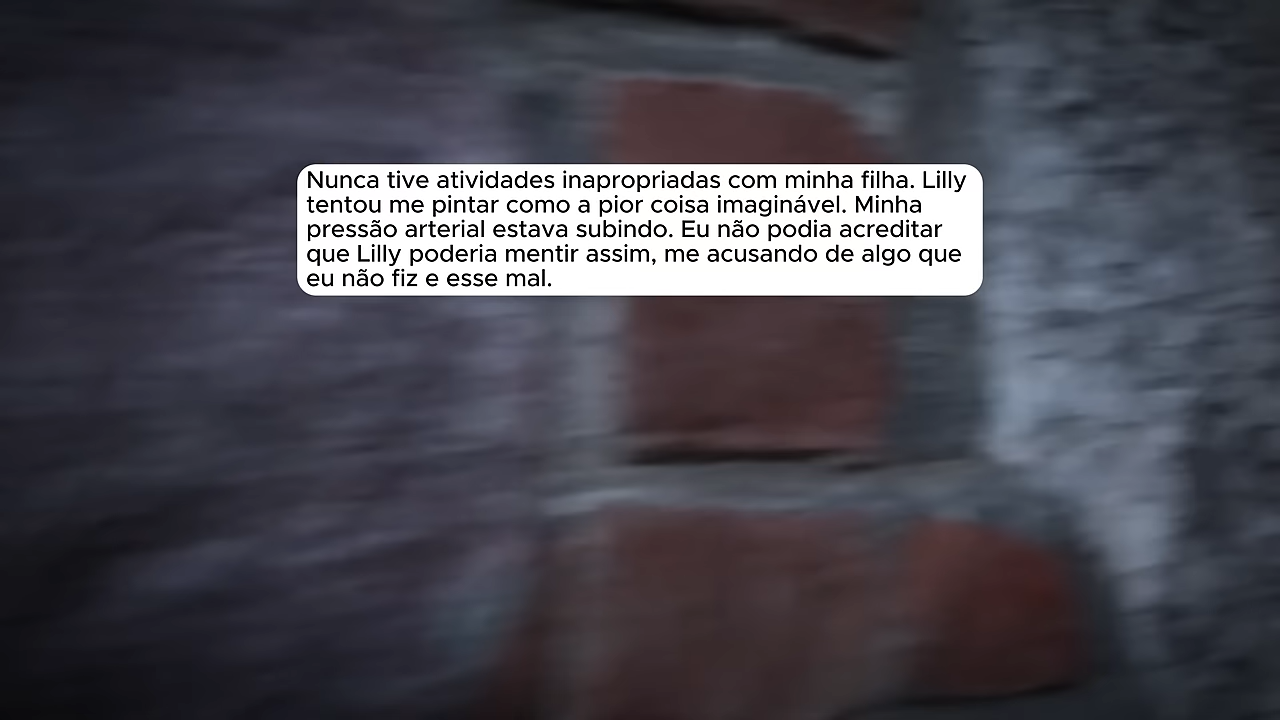 Nunca tive atividades inapropriadas com minha filha. Lilly
tentou me pintar como a pior coisa imaginável. Minha
pressão arterial estava subindo. Eu não podia acreditar
que Lilly poderia mentir assim, me acusando de algo que
eu não fiz e esse mal.